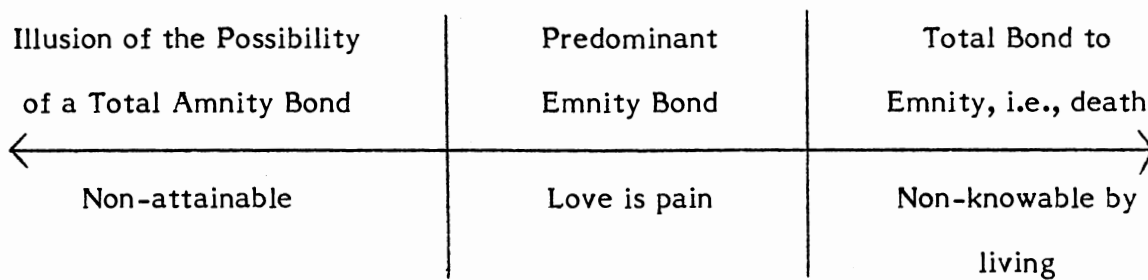 Illusion of the Possibility
of a Total Amnity Bond
Predominant
Emnity Bond
Total Bond to
Emnity, i.e., death
Non-attainable
Love is pain
Non-knowable by
living